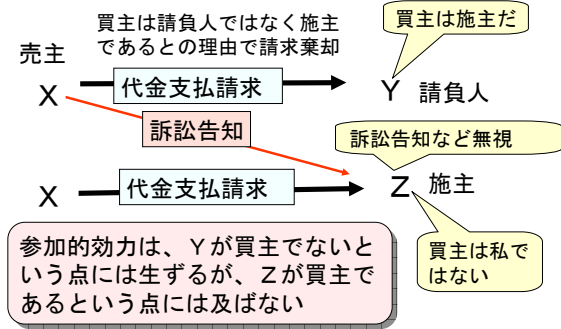 買主は請負人ではなく施主
であるとの理由で請求棄却
買主は施主だ
売主
X
代金支払請求
Y 請負人
訴訟告知
訴訟告知など無視
X
代金支払請求
Z 施主
参加的効力は、Yが買主でないと
いう点には生ずるが、Zが買主で
あるという点には及ばない
買主は私で
はない